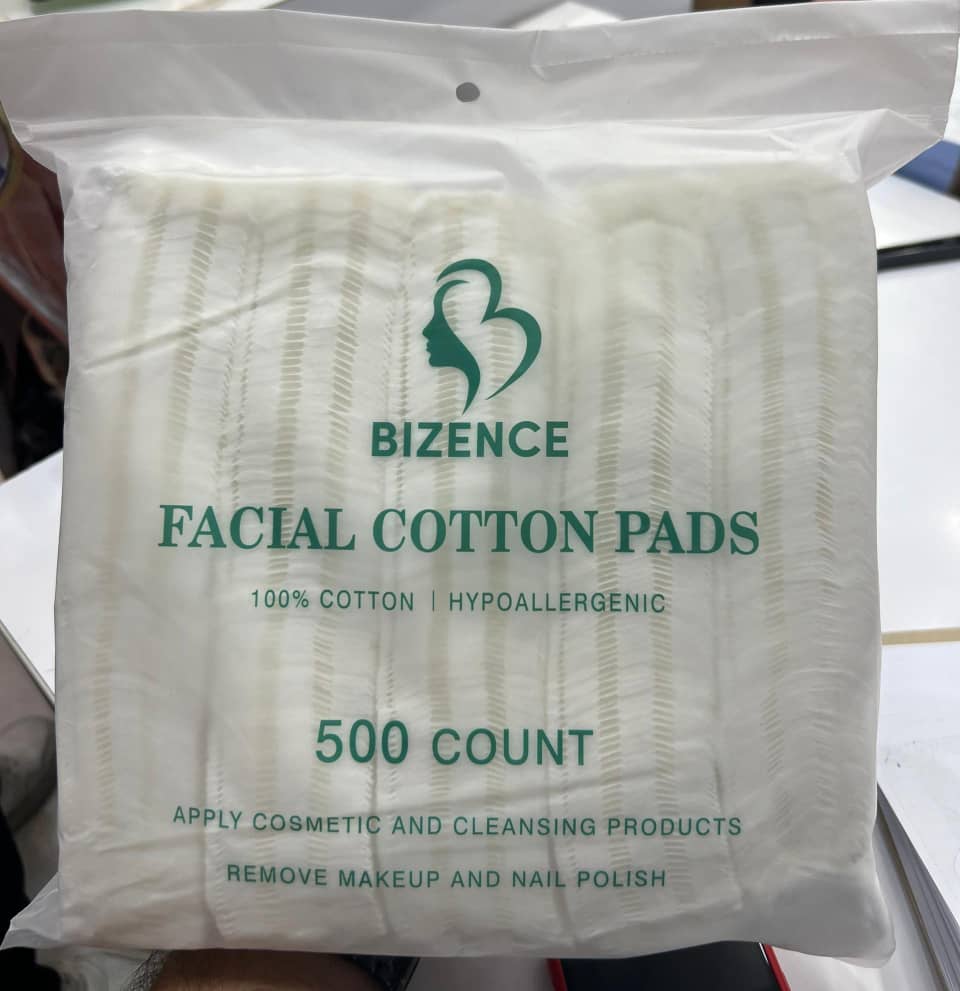 BIZENCE
FACIAL COTTON PADS
100% COTTON | HYPOALLERGENIC
500 COUNT
APPLY COSMETIC AND CLEANSING PRODUCTS
REMOVE MAKEUP AND NAIL POLISH